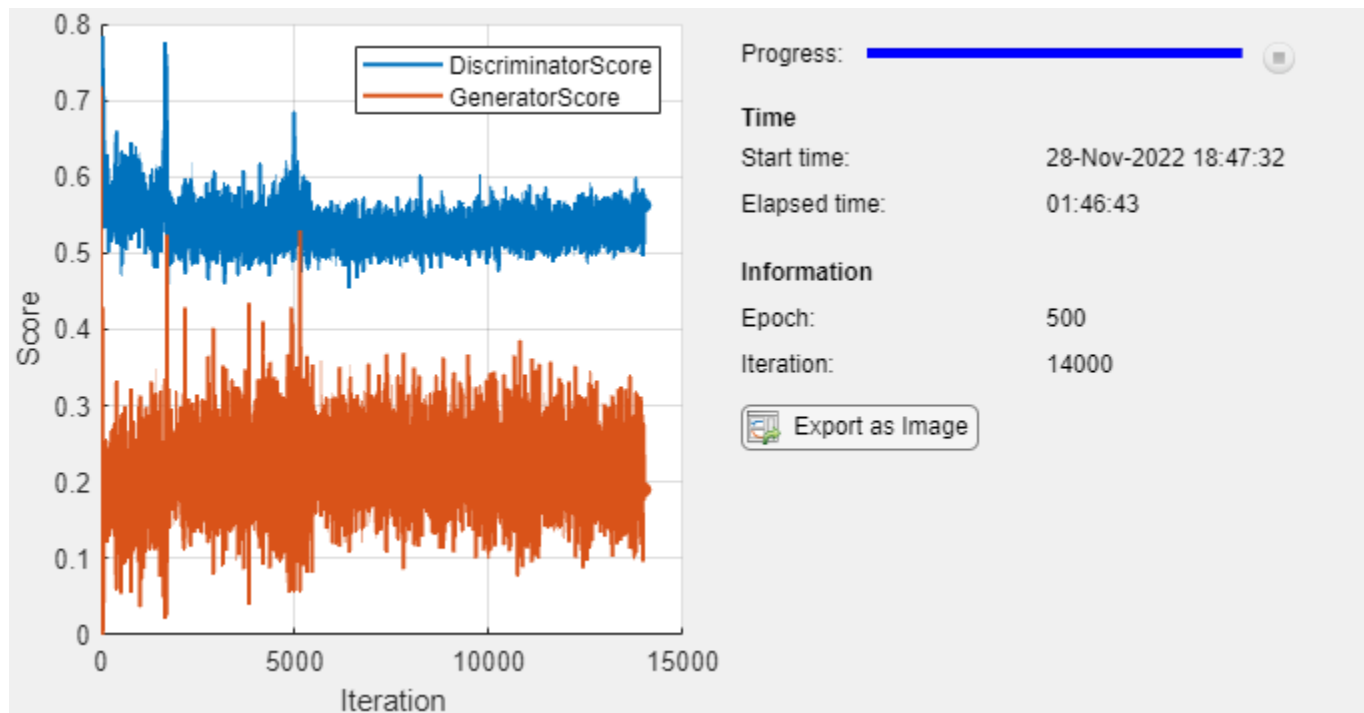 0.8
0.7
0.6
0.5
0.4
0.3
0.2
0.1
0
Score
0
5000
10000
15000
Iteration
DiscriminatorScore
GeneratorScore
Progress:
Time
Start time: 28-Nov-2022 18:47:32
Elapsed time: 01:46:43
Information
Epoch: 500
Iteration: 14000
Export as Image